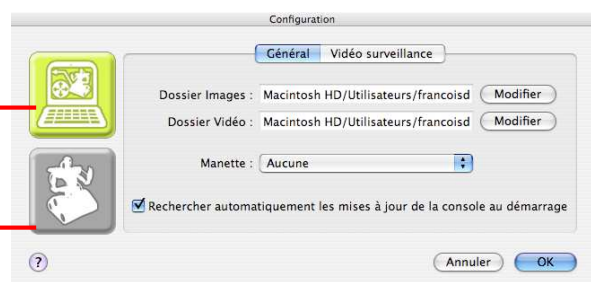 Configuration
Général Vidéo surveillance
Dossier Images : Macintosh HD/Utilisateurs/francoisd Modifier
Dossier Vidéo : Macintosh HD/Utilisateurs/francoisd Modifier
Manette : Aucune
Rechercher automatiquement les mises à jour de la console au démarrage
? Annuler OK